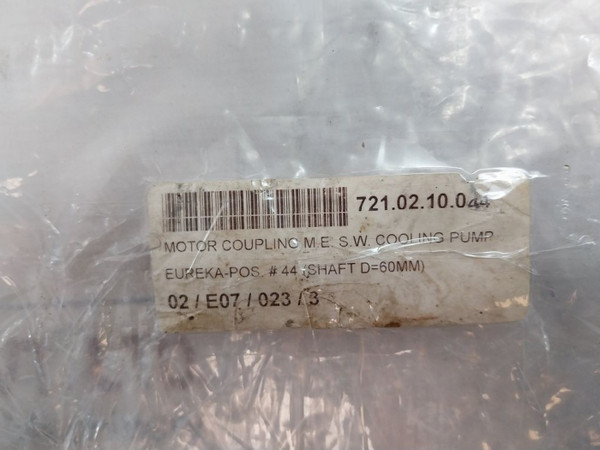 721.02.10.044
MOTOR COUPLING M.E. S.W. COOLING PUMP
EUREKA-POS. # 44 (SHAFT D=60MM)
02 / E07 / 023 / 3